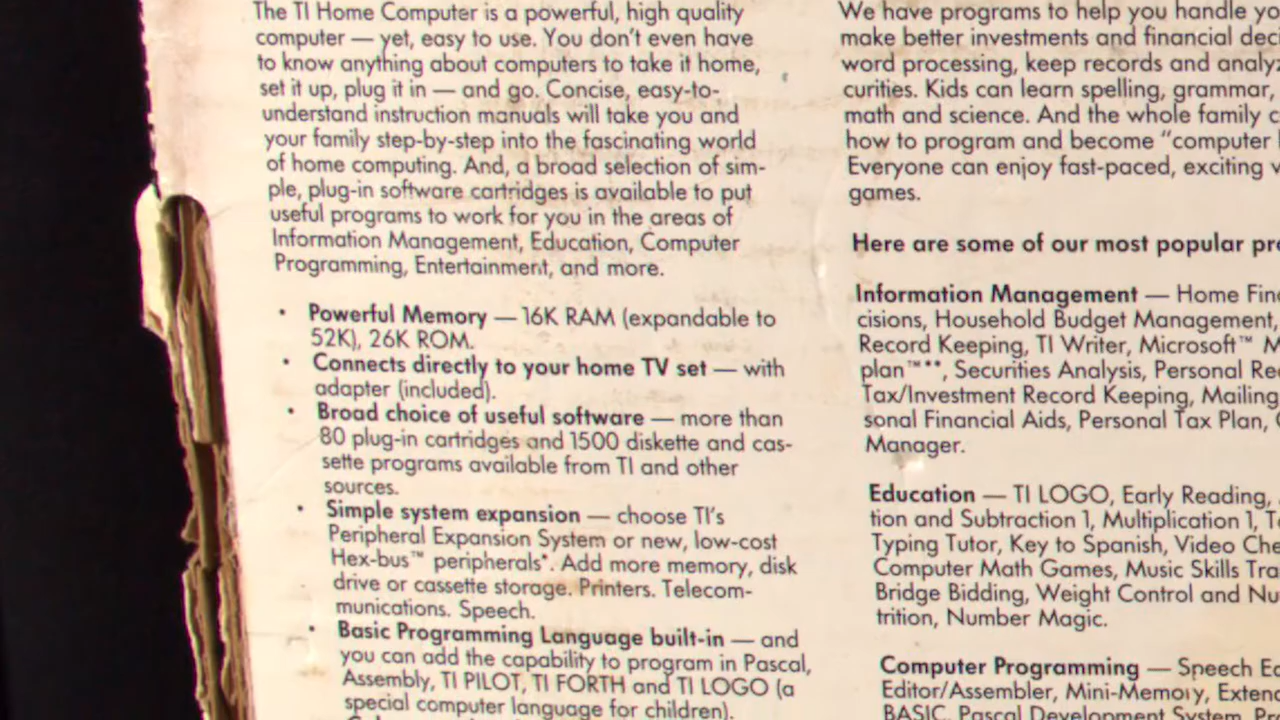 The TI Home Computer is a powerful, high quality
computer — yet, easy to use. You don't even have
to know anything about computers to take it home,
set it up, plug it in — and go. Concise, easy-to-
understand instruction manuals will take you and
your family step-by-step into the fascinating world
of home computing. And, a broad selection of sim-
ple, plug-in software cartridges is available to put
useful programs to work for you in the areas of
Information Management, Education, Computer
Programming, Entertainment, and more.
• Powerful Memory — 16K RAM (expandable to
52K), 26K ROM.
• Connects directly to your home TV set — with
adapter (included).
• Broad choice of useful software — more than
80 plug-in cartridges and 1500 diskette and cas-
sette programs available from TI and other
sources.
• Simple system expansion — choose TI's
Peripheral Expansion System or new, low-cost
Hex-bus™ peripherals*. Add more memory, disk
drive or cassette storage. Printers. Telecom-
munications. Speech.
• Basic Programming Language built-in — and
you can add the capability to program in Pascal,
Assembly, TI PILOT, TI FORTH and TI LOGO (a
special computer language for children).
We have programs to help you handle
make better investments and financial
word processing, keep records and
curities. Kids can learn spelling, grammar,
math and science. And the whole family
how to program and become "computer
Everyone can enjoy fast-paced, exciting
games.
Here are some of our most popular
Information Management — Home
cisions, Household Budget Management,
Record Keeping, TI Writer, Microsoft™
plan™**, Securities Analysis, Personal
Tax/Investment Record Keeping, Mailing
sonal Financial Aids, Personal Tax Plan,
Manager.
Education — TI LOGO, Early Reading,
tion and Subtraction 1, Multiplication 1,
Typing Tutor, Key to Spanish, Video
Computer Math Games, Music Skills
Bridge Bidding, Weight Control and Nu-
trition, Number Magic.
Computer Programming — Speech
Editor/Assembler, Mini-Memory,
BASIC, Pascal Development System,